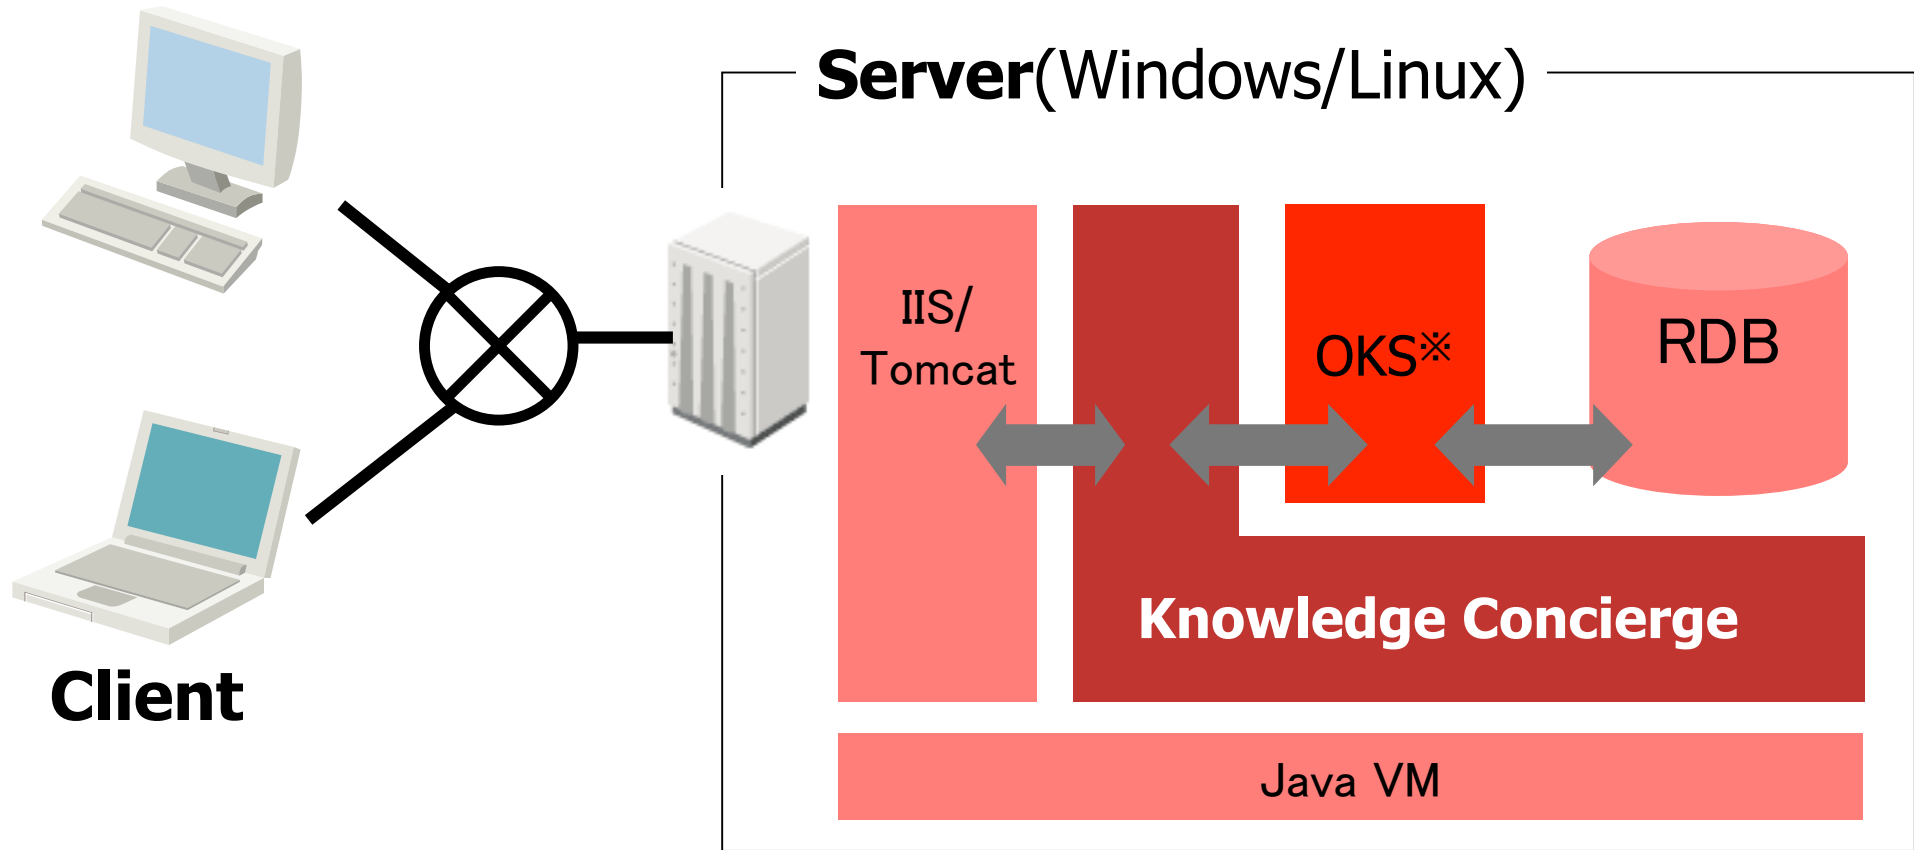 Server(Windows/Linux)
IIS/
Tomcat
OKS※
RDB
Knowledge Concierge
Client
Java VM